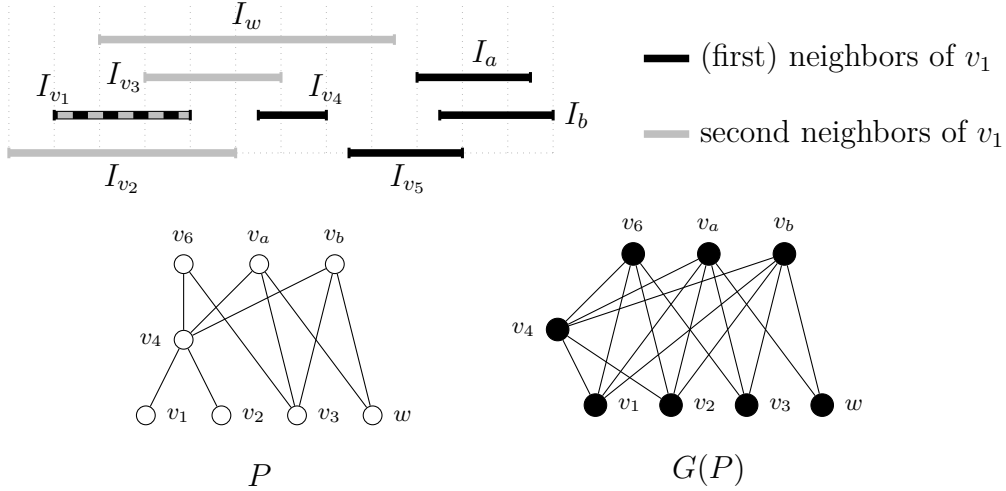 I_w
I_a
(first) neighbors of v_1
I_{v_3}
I_{v_1}
I_{v_4}
I_b
second neighbors of v_1
I_{v_2}
I_{v_5}
v_6 v_a v_b
v_6 v_a v_b
v_4
v_4
v_1 v_2 v_3 w
v_1 v_2 v_3 w
P
G(P)